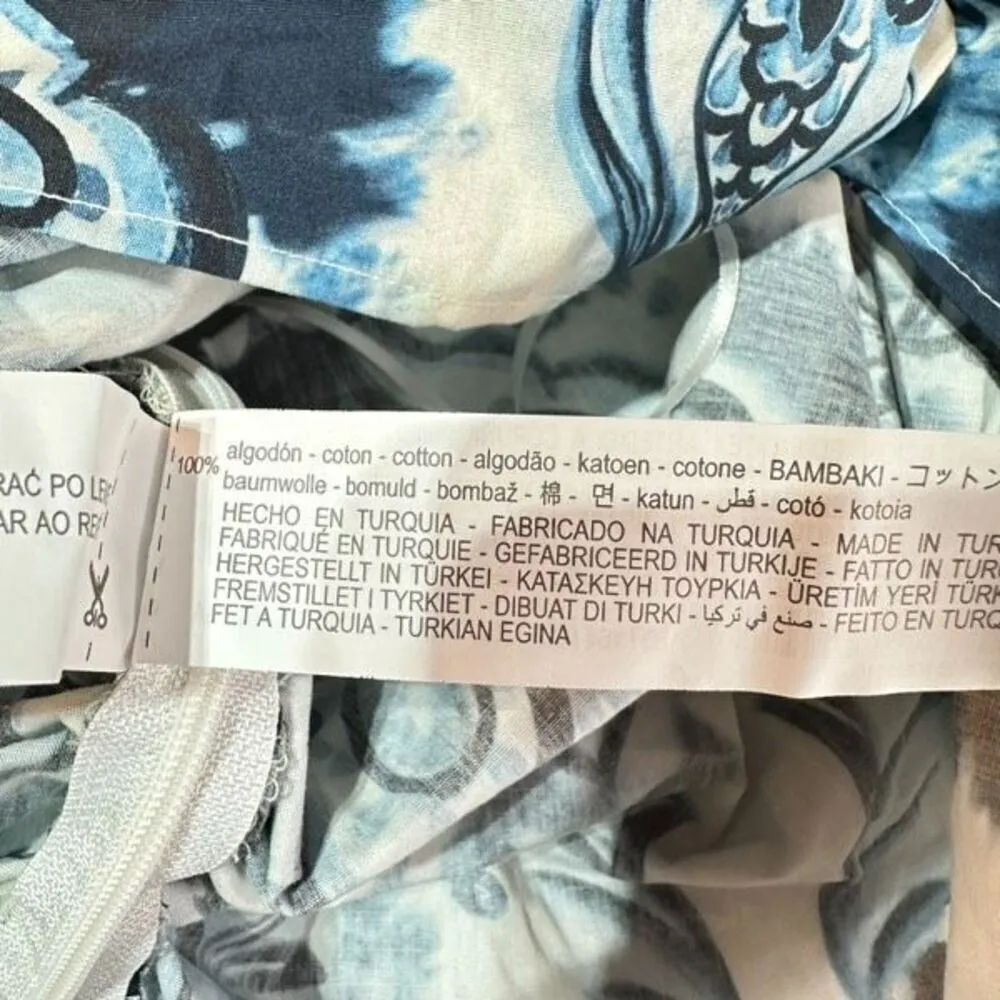 RAĆ PO
AR AO
100% algodón - coton - cotton - algodão - katoen - cotone - BAMBAKI - コットン
baumwolle - bomuld - bombaž - 棉 - 면 - katun - قطن - cotó - kotoia
HECHO EN TURQUIA - FABRICADO NA TURQUIA - MADE IN TUR
FABRIQUÉ EN TURQUIE - GEFABRICEERD IN TURKIJE - FATTO IN TUR
HERGESTELLT IN TÜRKEI - ΚΑΤΑΣΚΕΥΗ ΤΟΥΡΚΙΑ - ÜRETİM YERİ TÜRK
FREMSTILLET I TYRKIET - DIBUAT DI TURKI - صنع في تركيا - FEITO EN TURQ
FET A TURQUIA - TURKIAN EGINA